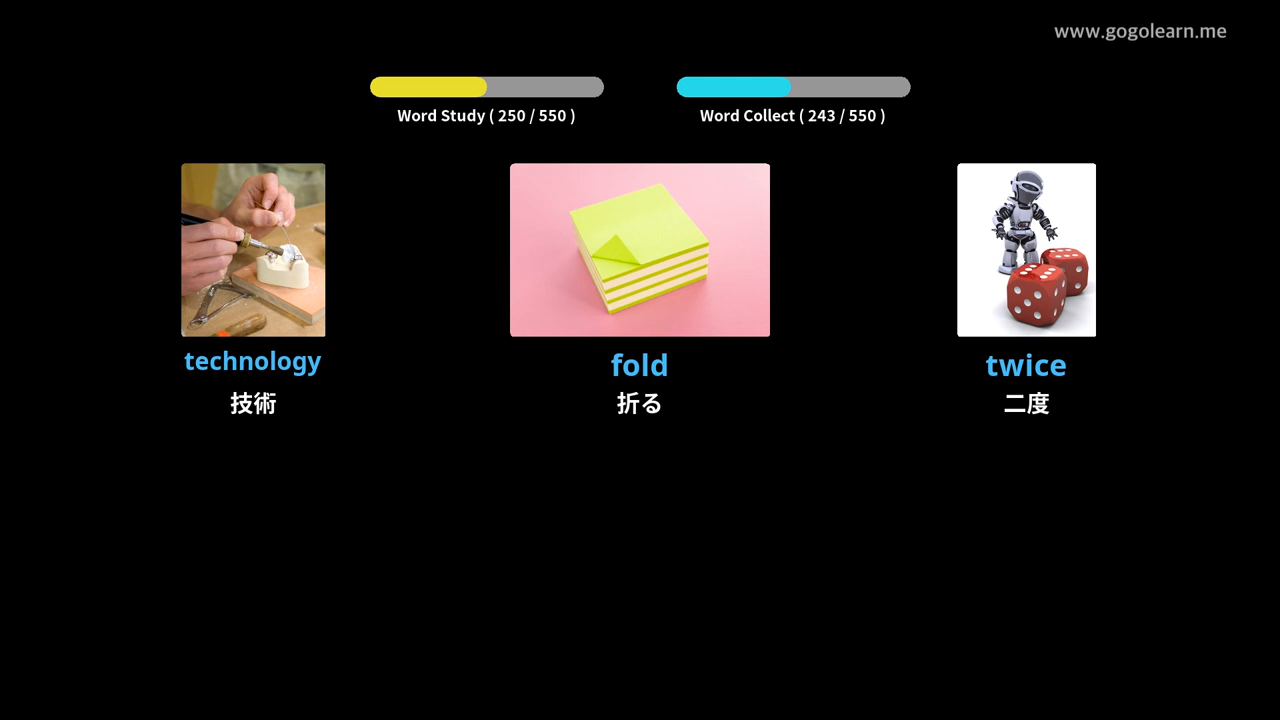 www.gogolearn.me
Word Study ( 250 / 550 )
Word Collect ( 243 / 550 )
technology
技術
fold
折る
twice
二度